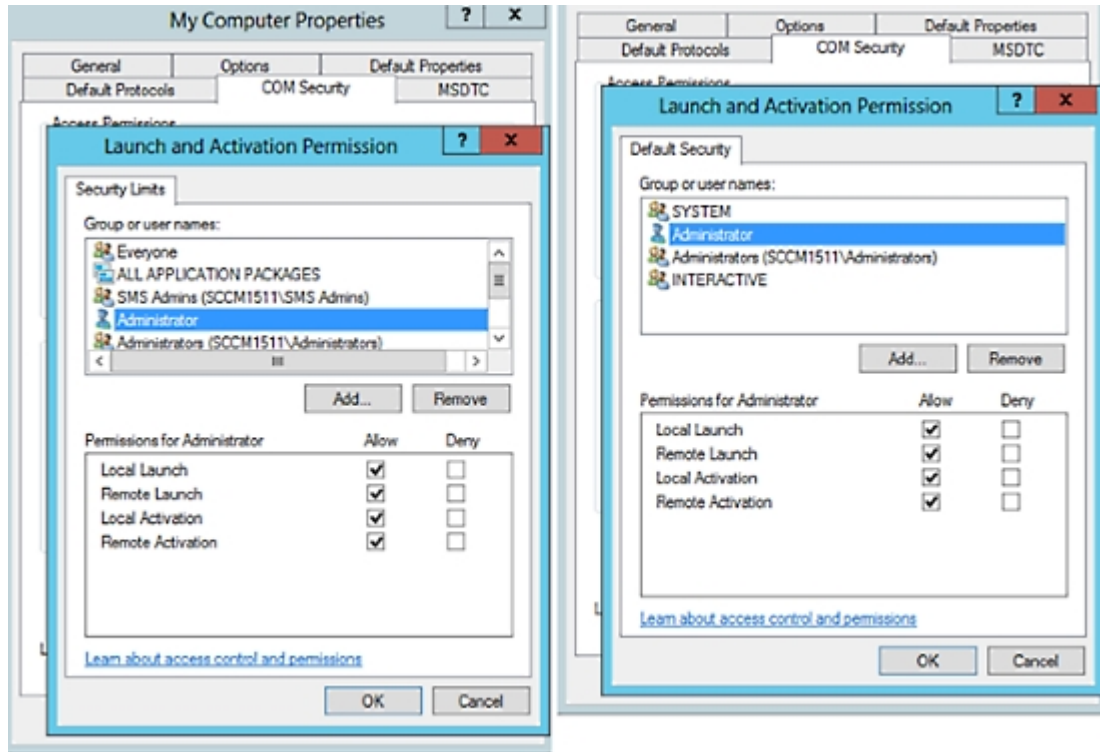 My Computer Properties
? x
General Options Default Properties
Default Protocols COM Security MSDTC
Access Permissions
Launch and Activation Permission ? x
Security Limits
Group or user names:
Everyone
ALL APPLICATION PACKAGES
SMS Admins (SCCM1511\SMS Admins)
Administrator
Administrators (SCCM1511\Administrators)
Add... Remove
Permissions for Administrator Allow Deny
Local Launch
Remote Launch
Local Activation
Remote Activation
Learn about access control and permissions
OK Cancel
General Options Default Properties
Default Protocols COM Security MSDTC
Access Permissions
Launch and Activation Permission ? x
Default Security
Group or user names:
SYSTEM
Administrator
Administrators (SCCM1511\Administrators)
INTERACTIVE
Add... Remove
Permissions for Administrator Allow Deny
Local Launch
Remote Launch
Local Activation
Remote Activation
Learn about access control and permissions
OK Cancel